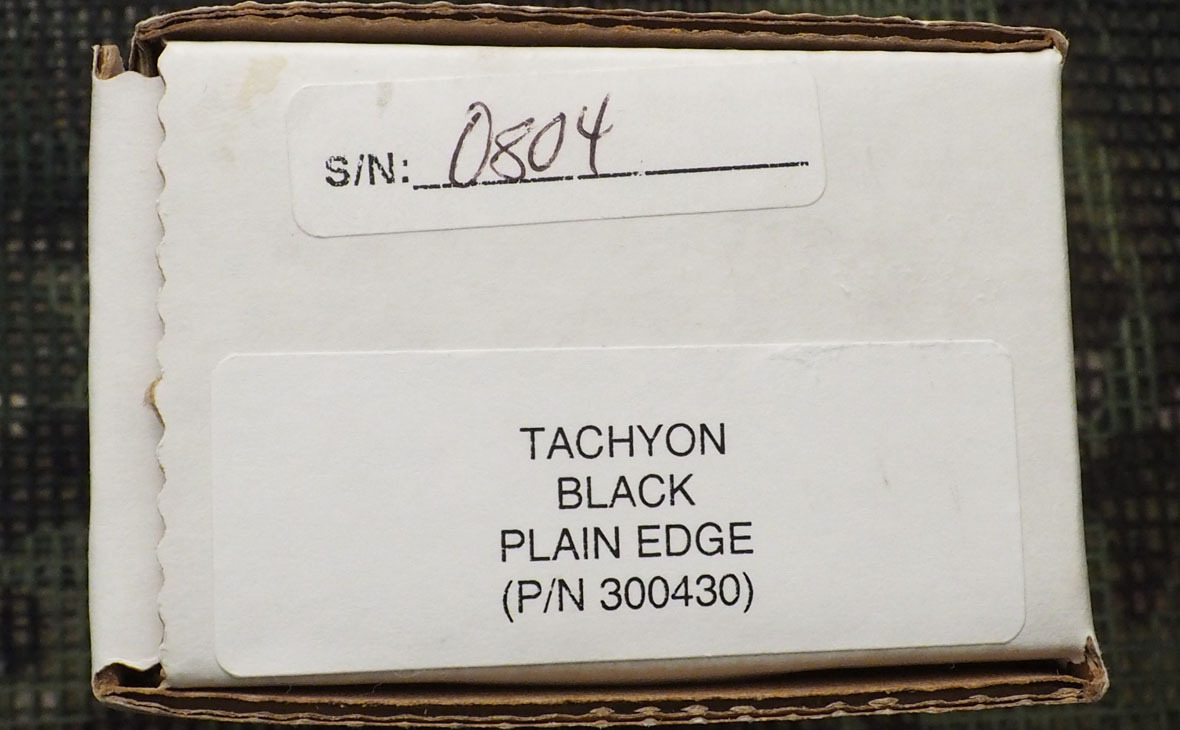 S/N: 0804
TACHYON
BLACK
PLAIN EDGE
(P/N 300430)